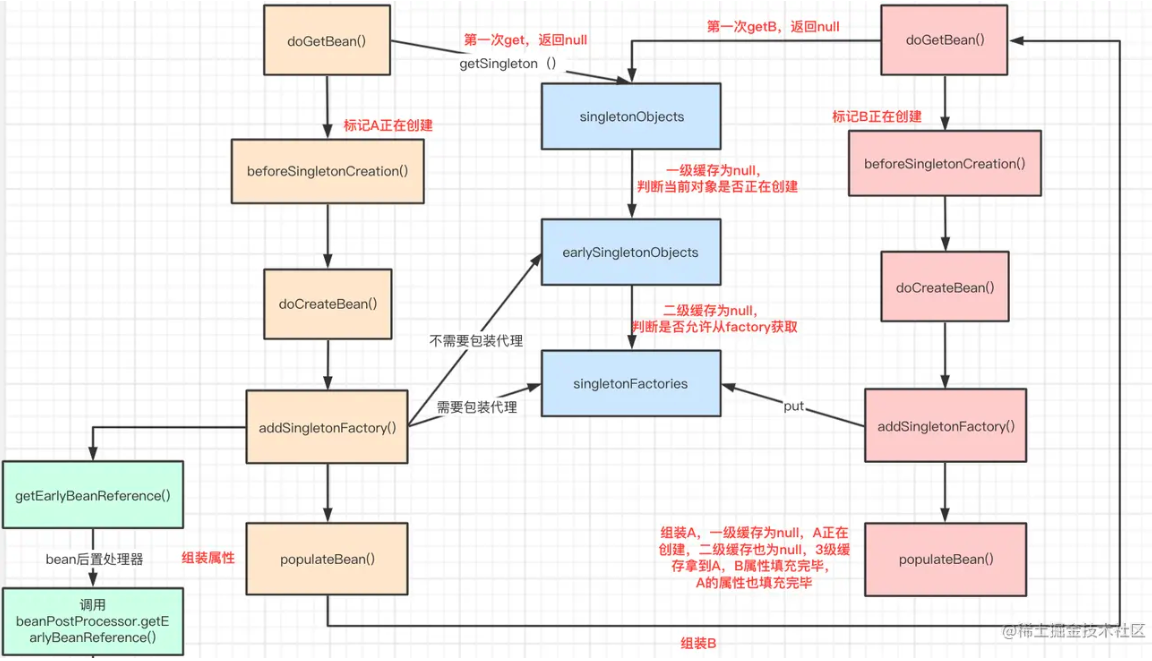 doGetBean()
第一次get，返回null
getSingleton（）
第一次getB，返回null
doGetBean()
singletonObjects
标记A正在创建
标记B正在创建
beforeSingletonCreation()
一级缓存为null，
判断当前对象是否正在创建
beforeSingletonCreation()
earlySingletonObjects
doCreateBean()
doCreateBean()
二级缓存为null，
判断是否允许从factory获取
不需要包装代理
singletonFactories
需要包装代理
put
addSingletonFactory()
addSingletonFactory()
getEarlyBeanReference()
bean后置处理器
组装属性
populateBean()
组装A，一级缓存为null，A正在
创建，二级缓存也为null，3级缓
存拿到A，B属性填充完毕，
A的属性也填充完毕
populateBean()
调用
beanPostProcessor.getE
arlyBeanReference()
组装B
@稀土掘金技术社区